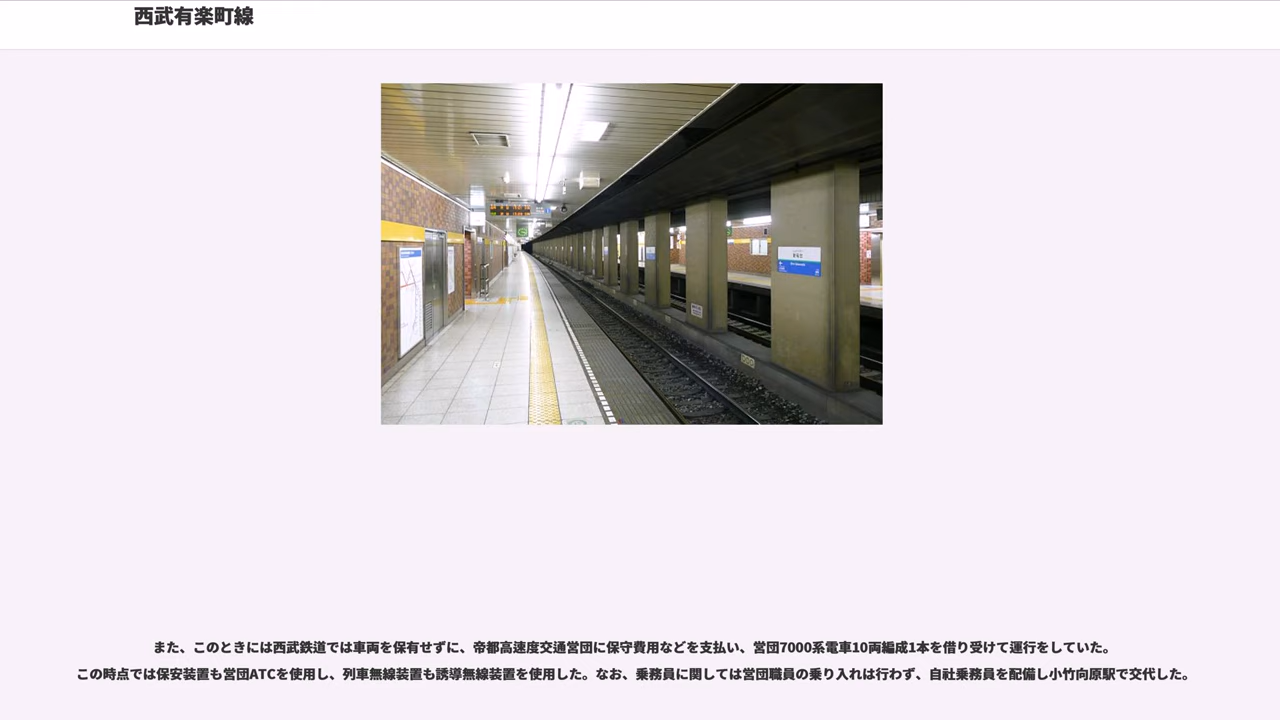 西武有楽町線
また、このときには西武鉄道では車両を保有せずに、帝都高速度交通営団に保守費用などを支払い、営団7000系電車10両編成1本を借り受けて運行をしていた。
この時点では保安装置も営団ATCを使用し、列車無線装置も誘導無線装置を使用した。なお、乗務員に関しては営団職員の乗り入れは行わず、自社乗務員を配備し小竹向原駅で交代した。